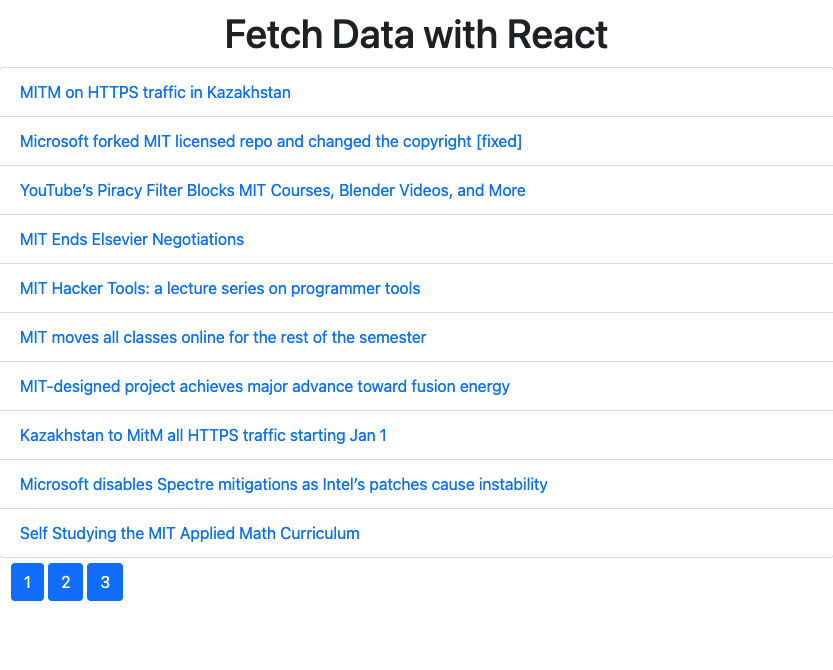 Fetch Data with React
MITM on HTTPS traffic in Kazakhstan
Microsoft forked MIT licensed repo and changed the copyright [fixed]
YouTube’s Piracy Filter Blocks MIT Courses, Blender Videos, and More
MIT Ends Elsevier Negotiations
MIT Hacker Tools: a lecture series on programmer tools
MIT moves all classes online for the rest of the semester
MIT-designed project achieves major advance toward fusion energy
Kazakhstan to MitM all HTTPS traffic starting Jan 1
Microsoft disables Spectre mitigations as Intel’s patches cause instability
Self Studying the MIT Applied Math Curriculum
1 2 3